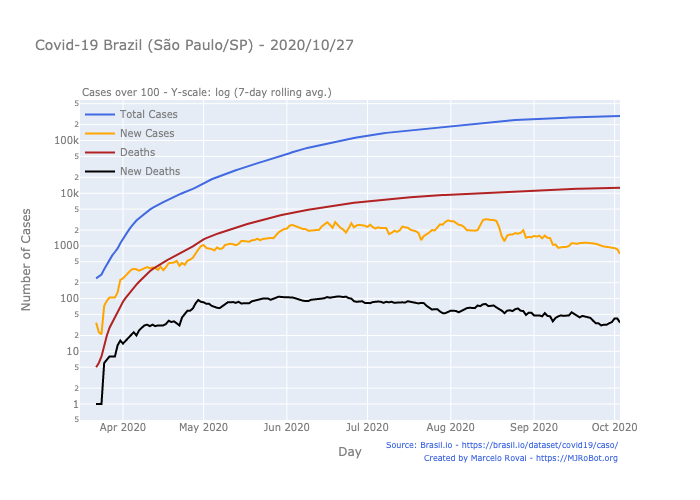 Covid-19 Brazil (São Paulo/SP) - 2020/10/27
Cases over 100 - Y-scale: log (7-day rolling avg.)
Total Cases
New Cases
Deaths
New Deaths
Number of Cases
5
2
100k
5
2
10k
5
2
1000
5
2
100
5
2
10
5
2
1
5
Apr 2020 May 2020 Jun 2020 Jul 2020 Aug 2020 Sep 2020 Oct 2020
Day
Source: Brasil.io - https://brasil.io/dataset/covid19/caso/
Created by Marcelo Rovai - https://MJRoBot.org